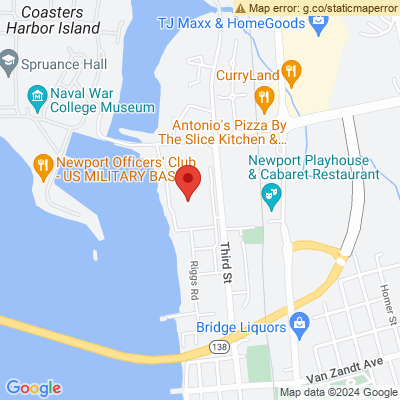 Map error: g.co/staticmaperror
Coasters
Harbor Island
TJ Maxx & HomeGoods
Spruance Hall
CurryLand
Naval War
College Museum
Antonio's Pizza By
The Slice Kitchen &...
Newport Officers' Club
- US MILITARY BAS
Newport Playhouse
& Cabaret Restaurant
Third St
Riggs Rd
Homer St
Bridge Liquors
138
Van Zandt Ave
Google
Map data ©2024 Google